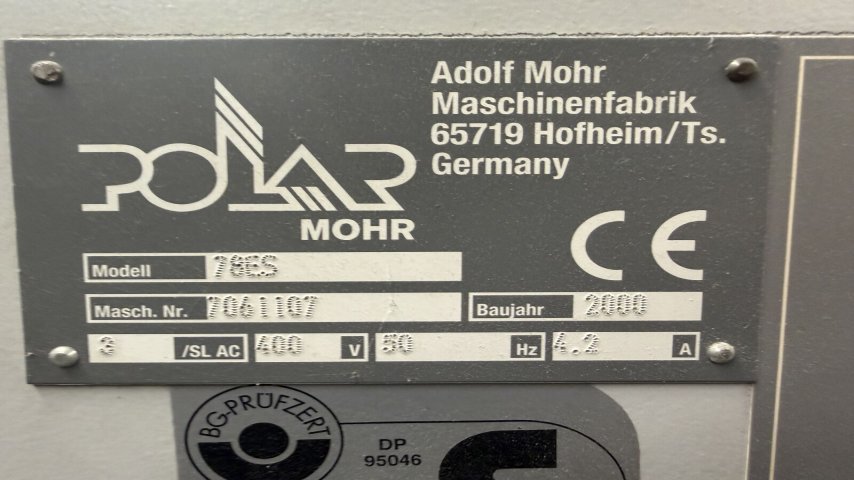 Adolf Mohr
Maschinenfabrik
65719 Hofheim/Ts.
Germany
POLAR
MOHR
CE
Modell 78ES
Masch. Nr. 7061107 Baujahr 2000
3 /SL AC 400 V 50 Hz 4.2 A
BG-PRÜFZERT
DP
95046